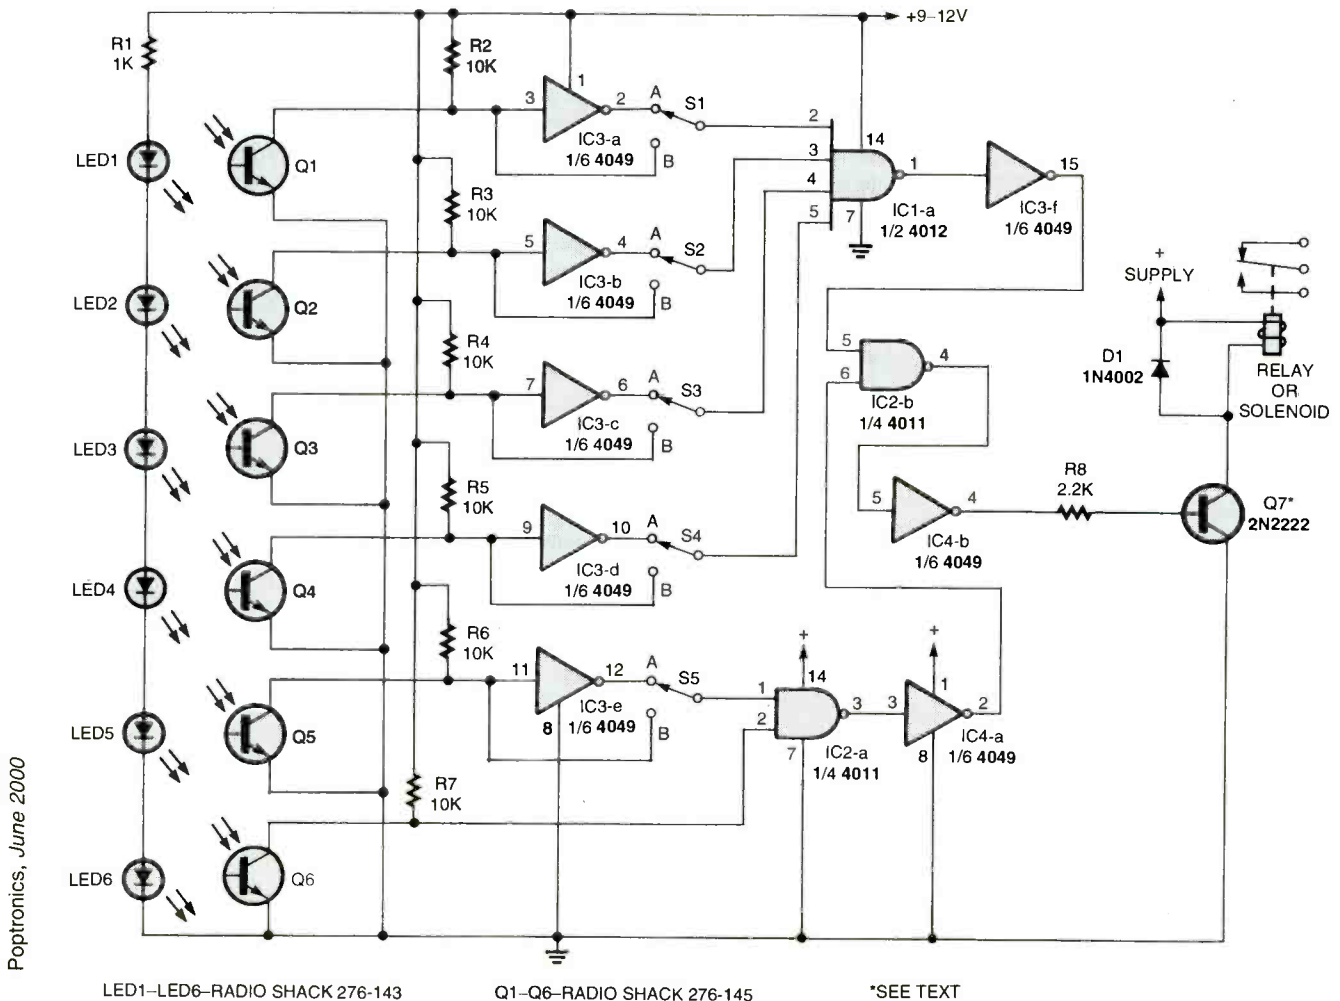 +9–12V
R1
1K
R2
10K
3
1
2
A
S1
B
IC3-a
1/6 4049
LED1
Q1
2
3
4
5
14
1
7
IC1-a
1/2 4012
15
IC3-f
1/6 4049
R3
10K
5
4
A
S2
B
IC3-b
1/6 4049
LED2
Q2
+
SUPPLY
D1
1N4002
RELAY
OR
SOLENOID
R4
10K
7
6
A
S3
B
IC3-c
1/6 4049
LED3
Q3
5
6
4
IC2-b
1/4 4011
R5
10K
9
10
A
S4
B
IC3-d
1/6 4049
LED4
Q4
5
4
IC4-b
1/6 4049
R8
2.2K
Q7*
2N2222
R6
10K
11
12
A
S5
B
IC3-e
8 1/6 4049
LED5
Q5
+
14
1
2
3
7
IC2-a
1/4 4011
+
1
3
2
8
IC4-a
1/6 4049
R7
10K
LED6
Q6
Poptronics, June 2000
LED1–LED6–RADIO SHACK 276-143
Q1–Q6–RADIO SHACK 276-145
*SEE TEXT